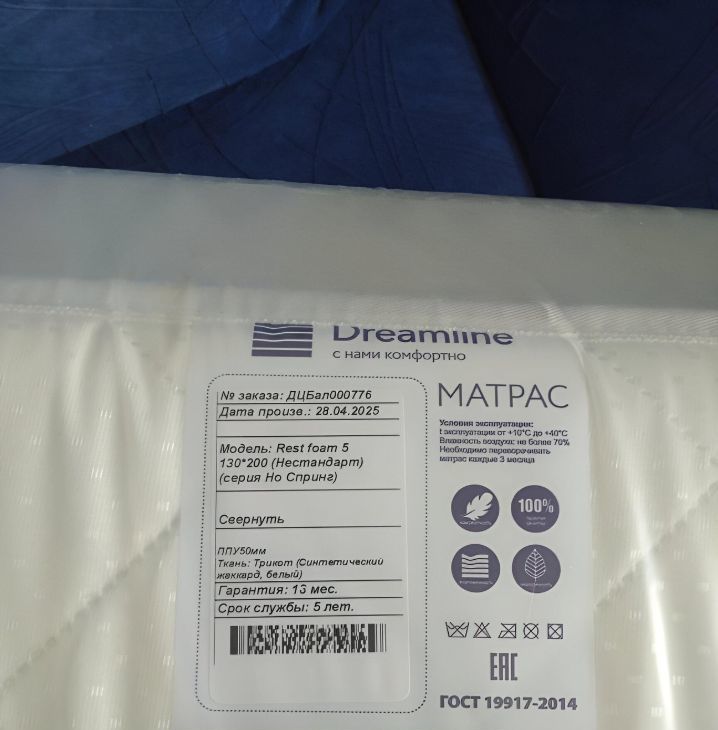 Dreamline
с нами комфортно
№ заказа: ДЦБал000776
Дата произв.: 28.04.2025
Модель: Rest foam 5
130*200 (Нестандарт)
(серия Но Спринг)
Свернуть
ППУ50мм
Ткань: Трикот (Синтетический
жаккард, белый)
Гарантия: мес.
Срок службы: 5 лет.
МАТРАС
Условия эксплуатации:
t эксплуатации от +10°C до +40°C
Влажность воздуха: не более 70%
Необходимо переворачивать
матрас каждые 3 месяца
100%
ЕАС
ГОСТ 19917-2014